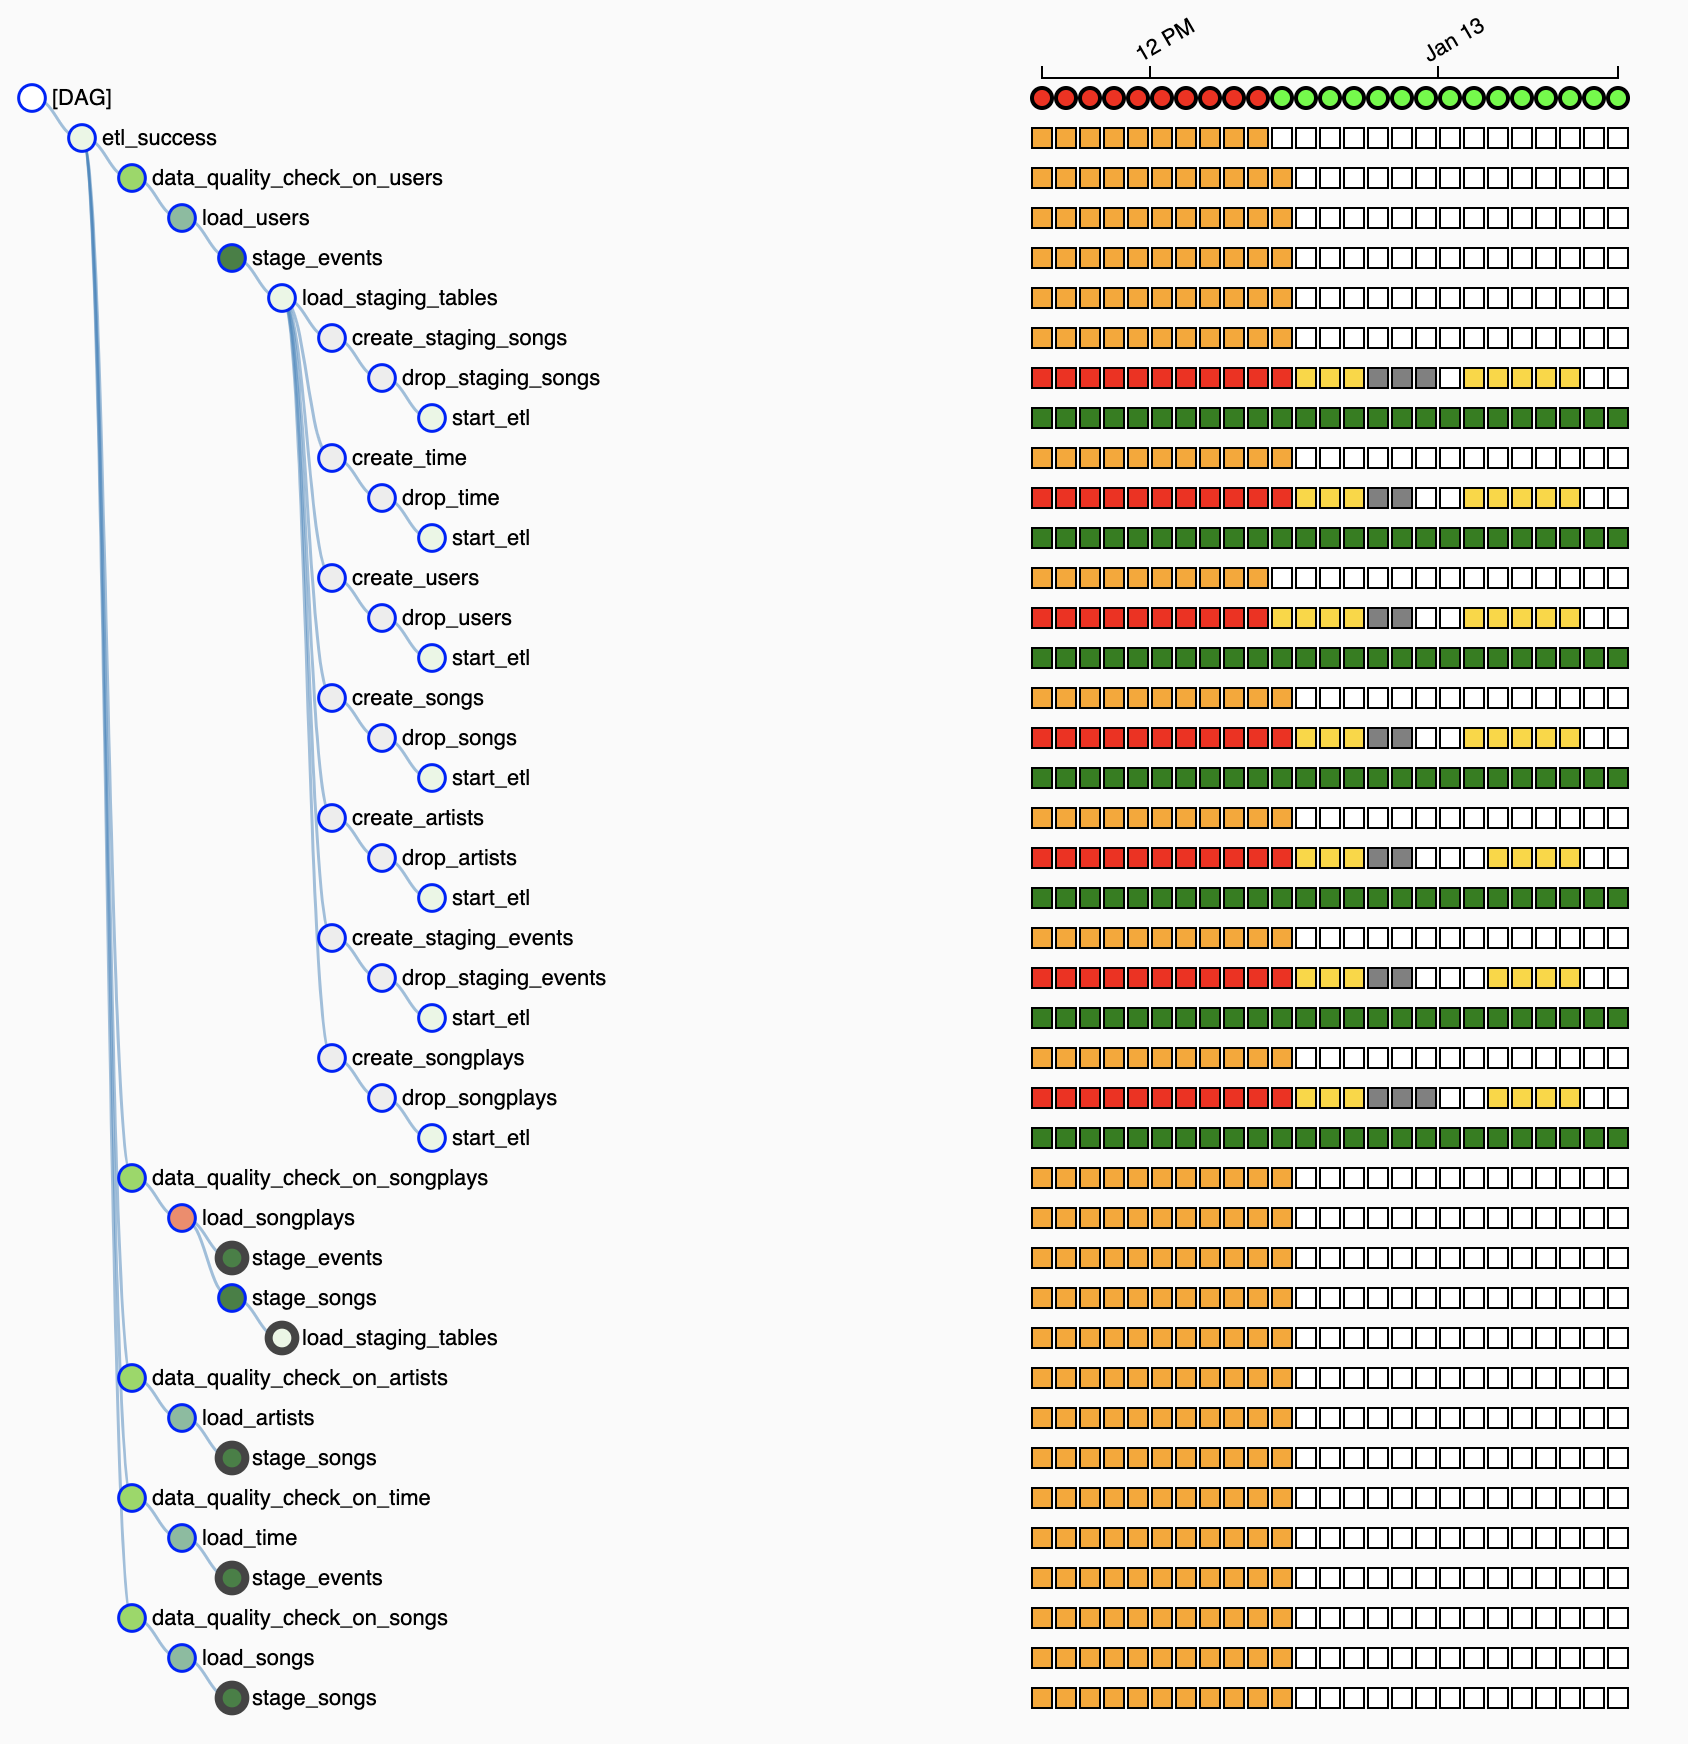 12 PM
Jan 13
[DAG]
etl_success
data_quality_check_on_users
load_users
stage_events
load_staging_tables
create_staging_songs
drop_staging_songs
start_etl
create_time
drop_time
start_etl
create_users
drop_users
start_etl
create_songs
drop_songs
start_etl
create_artists
drop_artists
start_etl
create_staging_events
drop_staging_events
start_etl
create_songplays
drop_songplays
start_etl
data_quality_check_on_songplays
load_songplays
stage_events
stage_songs
load_staging_tables
data_quality_check_on_artists
load_artists
stage_songs
data_quality_check_on_time
load_time
stage_events
data_quality_check_on_songs
load_songs
stage_songs